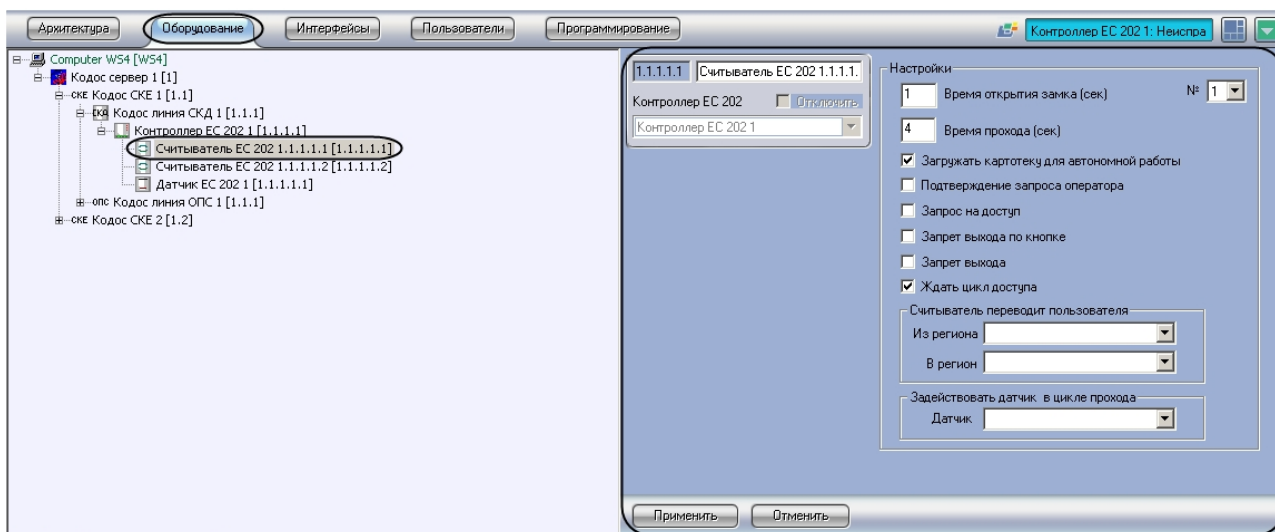 Архитектура Оборудование Интерфейсы Пользователи Программирование Контроллер ЕС 202 1: Неиспра
Computer WS4 [WS4]
Кодос сервер 1 [1]
СКЕ Кодос СКЕ 1 [1.1]
Кодос линия СКД 1 [1.1.1]
Контроллер ЕС 202 1 [1.1.1.1]
Считыватель ЕС 202 1.1.1.1.1 [1.1.1.1.1]
Считыватель ЕС 202 1.1.1.1.2 [1.1.1.1.2]
Датчик ЕС 202 1 [1.1.1.1.1]
опс Кодос линия ОПС 1 [1.1.1]
СКЕ Кодос СКЕ 2 [1.2]
1.1.1.1.1 Считыватель ЕС 202 1.1.1.1.
Контроллер ЕС 202 Отключить
Контроллер ЕС 202 1
Настройки
1 Время открытия замка (сек) № 1
4 Время прохода (сек)
Загружать картотеку для автономной работы
Подтверждение запроса оператора
Запрос на доступ
Запрет выхода по кнопке
Запрет выхода
Ждать цикл доступа
Считыватель переводит пользователя
Из региона
В регион
Задействовать датчик в цикле прохода
Датчик
Применить Отменить